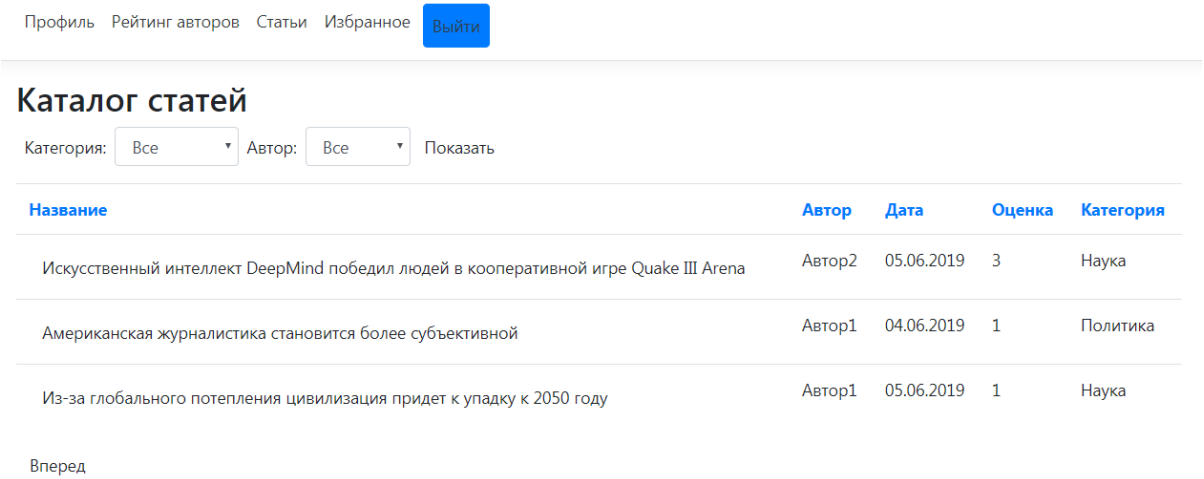 Профиль Рейтинг авторов Статьи Избранное Выйти
Каталог статей
Категория: Все Автор: Все Показать
Название Автор Дата Оценка Категория
Искусственный интеллект DeepMind победил людей в кооперативной игре Quake III Arena Автор2 05.06.2019 3 Наука
Американская журналистика становится более субъективной Автор1 04.06.2019 1 Политика
Из-за глобального потепления цивилизация придет к упадку к 2050 году Автор1 05.06.2019 1 Наука
Вперед